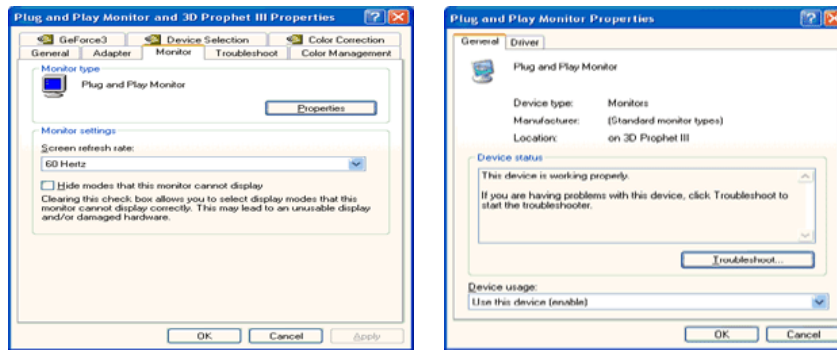 Plug and Play Monitor and 3D Prophet III Properties
GeForce3 Device Selection Color Correction
General Adapter Monitor Troubleshoot Color Management
Monitor type
Plug and Play Monitor
Properties
Monitor settings
Screen refresh rate:
60 Hertz
Hide modes that this monitor cannot display
Clearing this check box allows you to select display modes that this
monitor cannot display correctly. This may lead to an unusable display
and/or damaged hardware.
OK Cancel Apply
Plug and Play Monitor Properties
General Driver
Plug and Play Monitor
Device type: Monitors
Manufacturer: (Standard monitor types)
Location: on 3D Prophet III
Device status
This device is working properly.
If you are having problems with this device, click Troubleshoot to
start the troubleshooter.
Troubleshoot...
Device usage:
Use this device (enable)
OK Cancel